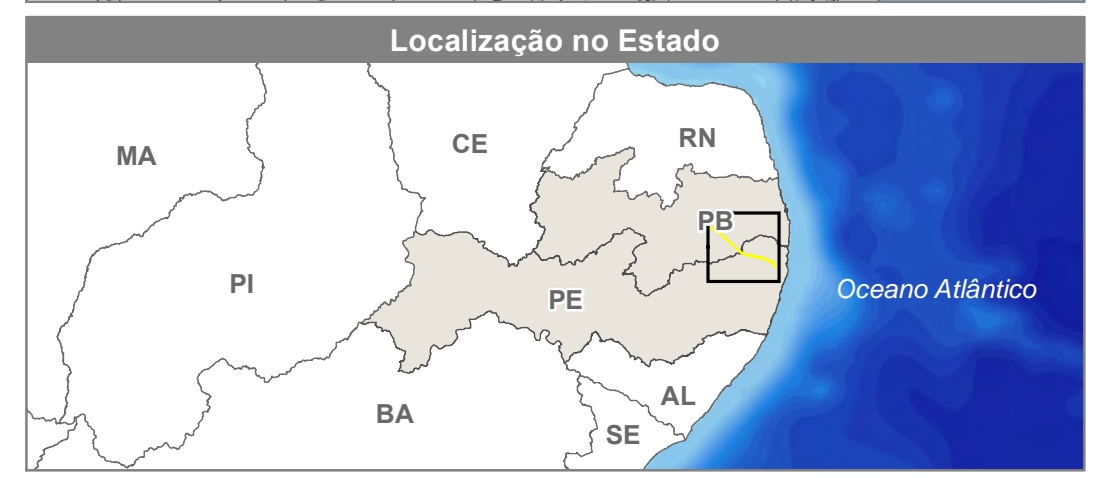 Localização no Estado
CE
RN
MA
PB
PI
Oceano Atlântico
PE
AL
BA
SE